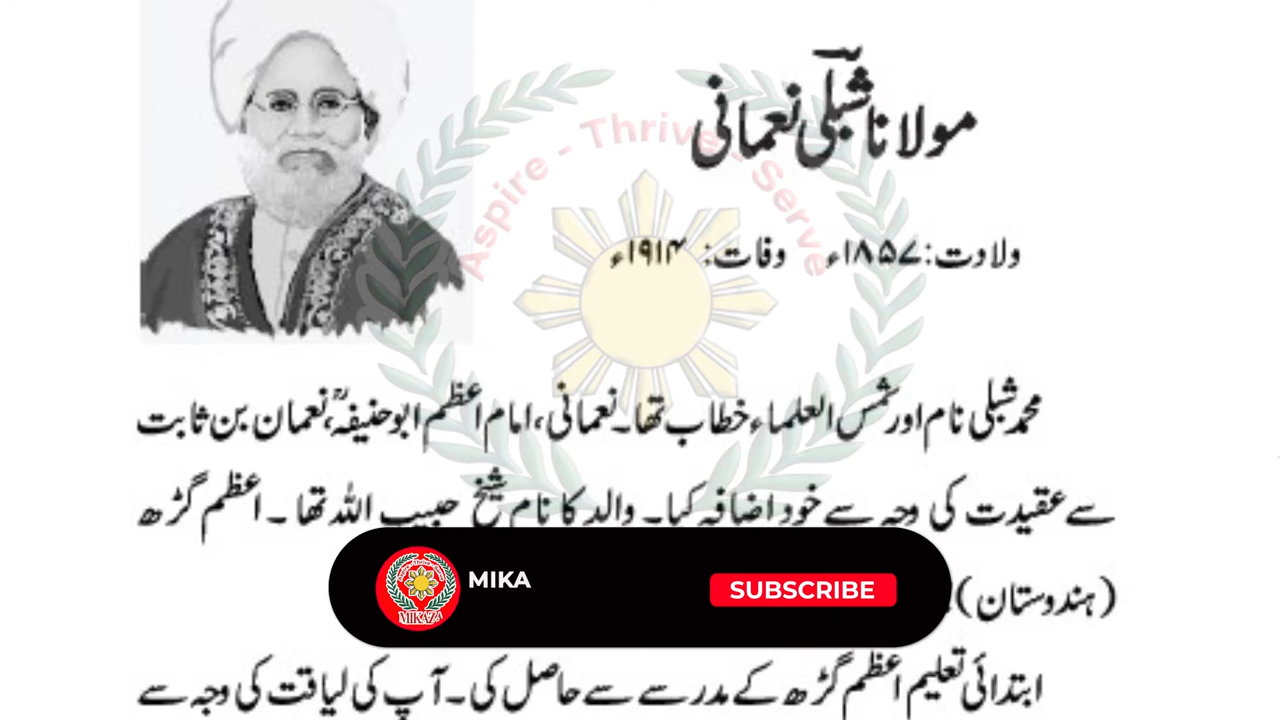 مولانا شبلی نعمانی
ولادت: ۱۸۵۷ء وفات: ۱۹۱۴ء
محمد شبلی نام اور شمس العلماء خطاب تھا۔ نعمانی، امام اعظم ابو حنیفہؒ، نعمان بن ثابت
سے عقیدت کی وجہ سے خود اضافہ کیا۔ والد کا نام شیخ حبیب اللہ تھا۔ اعظم گڑھ
(ہندوستان)
ابتدائی تعلیم اعظم گڑھ کے مدرسے سے حاصل کی۔ آپ کی لیاقت کی وجہ سے
Aspire - Thrive - Serve
MIKA
SUBSCRIBE
MIKAZA